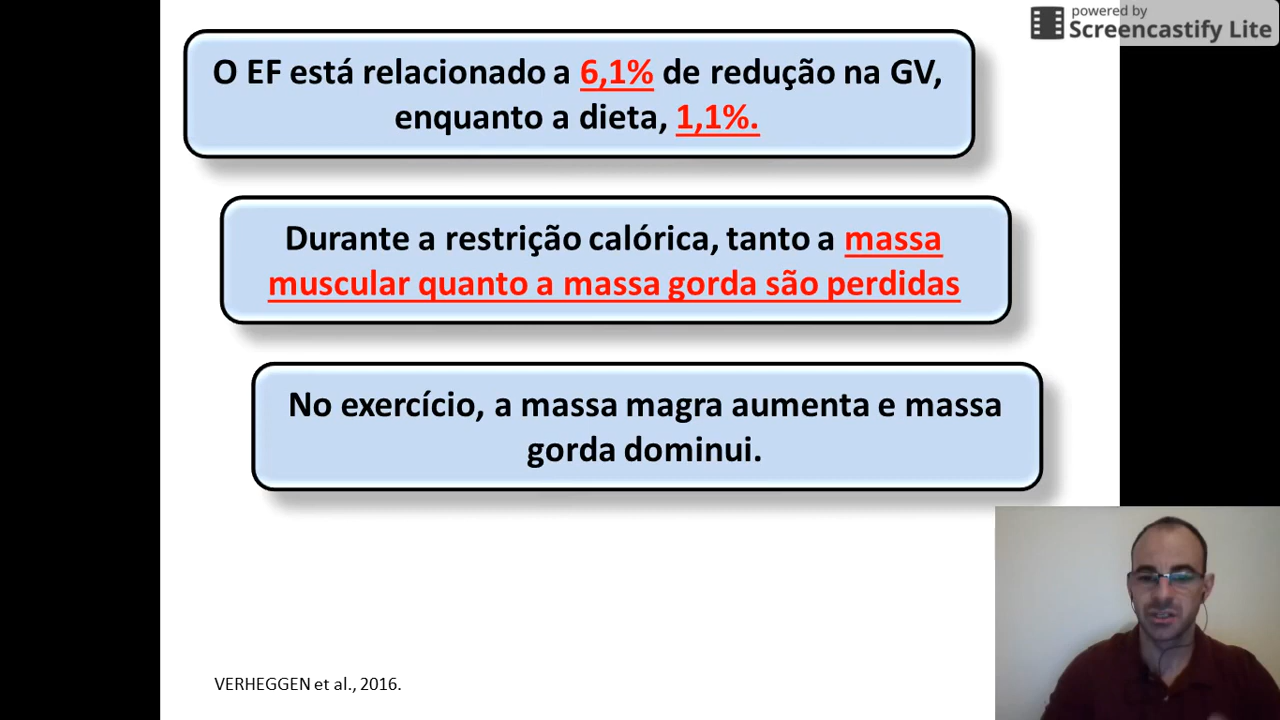 powered by
Screencastify Lite
O EF está relacionado a 6,1% de redução na GV,
enquanto a dieta, 1,1%.
Durante a restrição calórica, tanto a massa
muscular quanto a massa gorda são perdidas
No exercício, a massa magra aumenta e massa
gorda dominui.
VERHEGGEN et al., 2016.